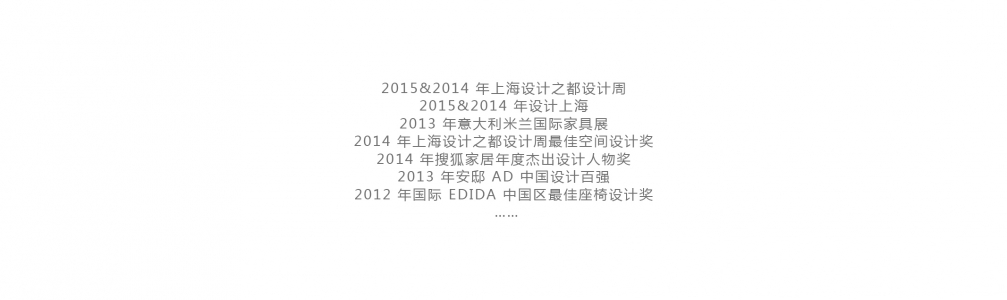 2015&2014 年上海设计之都设计周
2015&2014 年设计上海
2013 年意大利米兰国际家具展
2014 年上海设计之都设计周最佳空间设计奖
2014 年搜狐家居年度杰出设计人物奖
2013 年安邸 AD 中国设计百强
2012 年国际 EDIDA 中国区最佳座椅设计奖
……